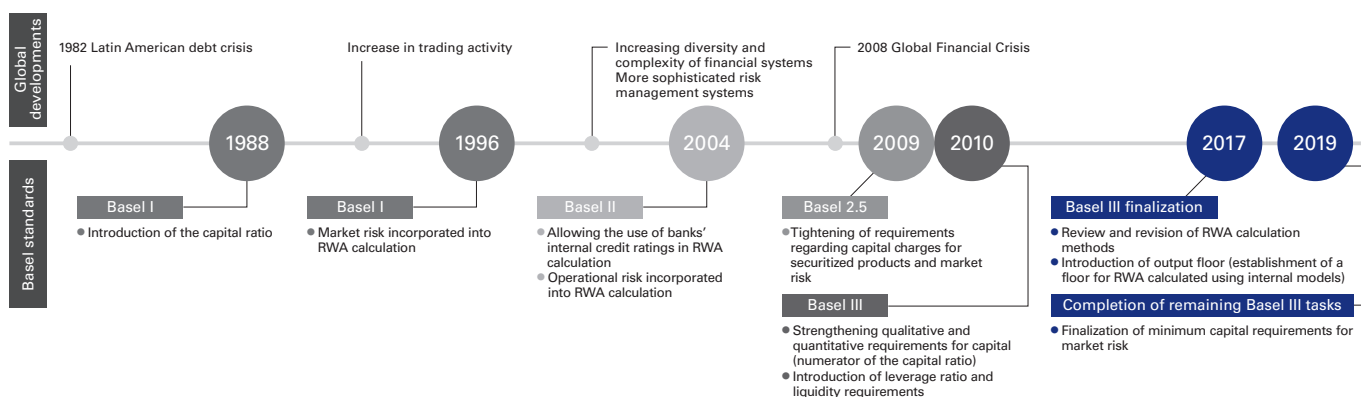 Global
developments
1982 Latin American debt crisis
Increase in trading activity
Increasing diversity and
complexity of financial systems
More sophisticated risk
management systems
2008 Global Financial Crisis
1988
1996
2004
2009
2010
2017
2019
Basel standards
Basel I
• Introduction of the capital ratio
Basel I
• Market risk incorporated into
RWA calculation
Basel II
• Allowing the use of banks'
internal credit ratings in RWA
calculation
• Operational risk incorporated
into RWA calculation
Basel 2.5
• Tightening of requirements
regarding capital charges for
securitized products and market
risk
Basel III
• Strengthening qualitative and
quantitative requirements for capital
(numerator of the capital ratio)
• Introduction of leverage ratio and
liquidity requirements
Basel III finalization
• Review and revision of RWA calculation
methods
• Introduction of output floor (establishment of a
floor for RWA calculated using internal models)
Completion of remaining Basel III tasks
• Finalization of minimum capital requirements for
market risk